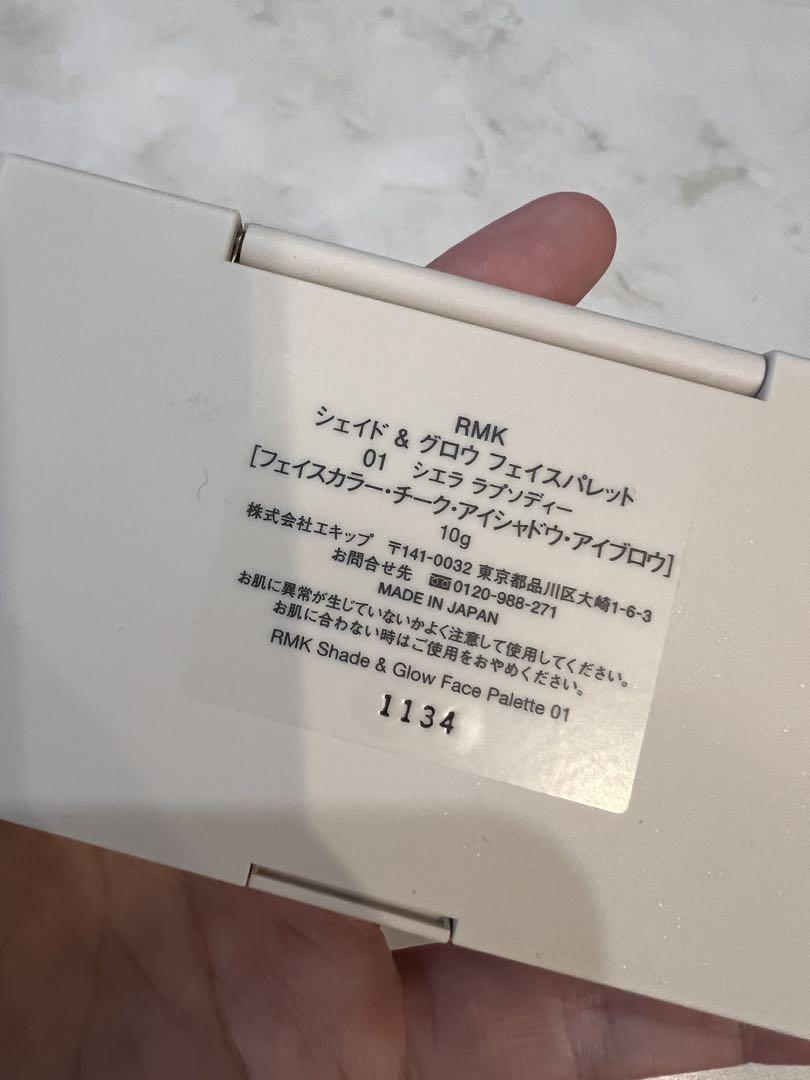 RMK
シェイド & グロウ フェイスパレット
01 シエラ ラプソディー
[フェイスカラー・チーク・アイシャドウ・アイブロウ]
10g
株式会社エキップ 〒141-0032 東京都品川区大崎1-6-3
お問合せ先 0120-988-271
MADE IN JAPAN
お肌に異常が生じていないかよく注意して使用してください。
お肌に合わない時はご使用をおやめください。
RMK Shade & Glow Face Palette 01
1134